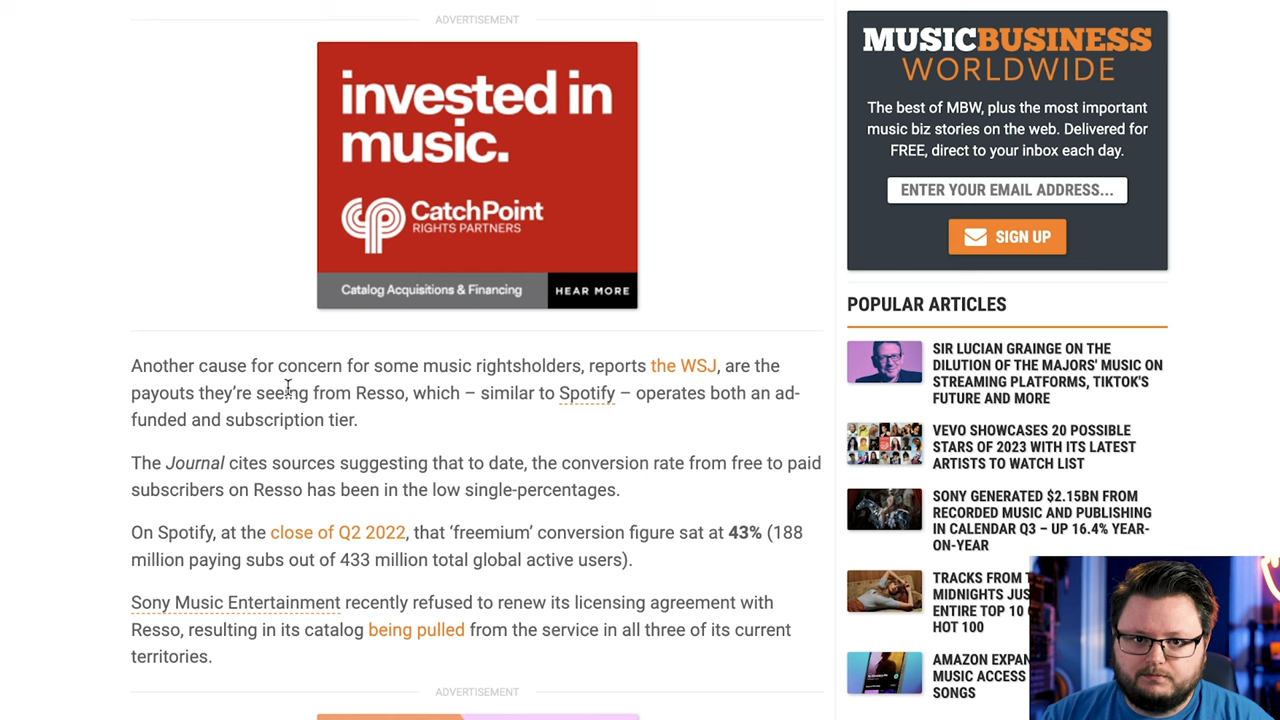 ADVERTISEMENT
invested in
music.
CatchPoint
RIGHTS PARTNERS
Catalog Acquisitions & Financing
HEAR MORE
Another cause for concern for some music rightsholders, reports the WSJ, are the
payouts they're seeing from Resso, which – similar to Spotify – operates both an ad-
funded and subscription tier.
The Journal cites sources suggesting that to date, the conversion rate from free to paid
subscribers on Resso has been in the low single-percentages.
On Spotify, at the close of Q2 2022, that ‘freemium’ conversion figure sat at 43% (188
million paying subs out of 433 million total global active users).
Sony Music Entertainment recently refused to renew its licensing agreement with
Resso, resulting in its catalog being pulled from the service in all three of its current
territories.
ADVERTISEMENT
MUSICBUSINESS
WORLDWIDE
The best of MBW, plus the most important
music biz stories on the web. Delivered for
FREE, direct to your inbox each day.
ENTER YOUR EMAIL ADDRESS...
SIGN UP
POPULAR ARTICLES
SIR LUCIAN GRAINGE ON THE
DILUTION OF THE MAJORS' MUSIC ON
STREAMING PLATFORMS, TIKTOK'S
FUTURE AND MORE
VEVO SHOWCASES 20 POSSIBLE
STARS OF 2023 WITH ITS LATEST
ARTISTS TO WATCH LIST
SONY GENERATED $2.15BN FROM
RECORDED MUSIC AND PUBLISHING
IN CALENDAR Q3 – UP 16.4% YEAR-
ON-YEAR
TRACKS FROM
MIDNIGHTS JUS
ENTIRE TOP 10
HOT 100
AMAZON EXPAN
MUSIC ACCESS
SONGS